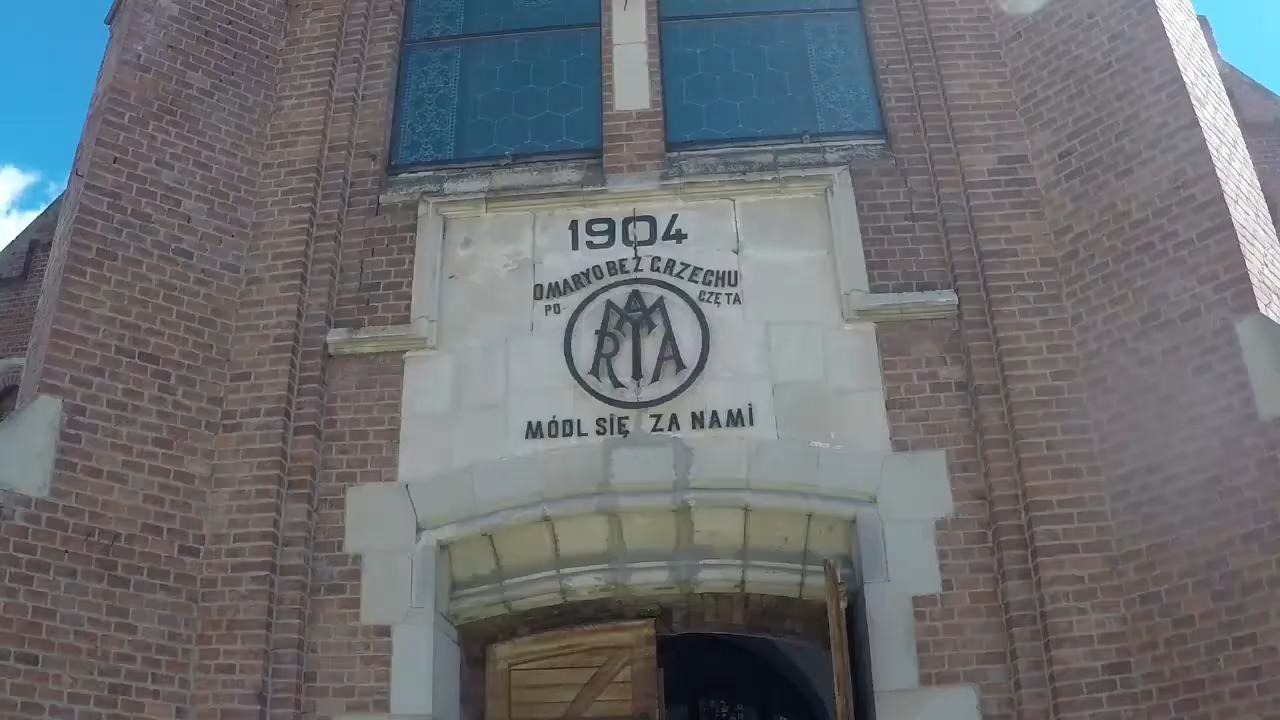 1904
O MARYO BEZ GRZECHU
PO- CZĘTA
MARYA
MÓDL SIĘ ZA NAMI